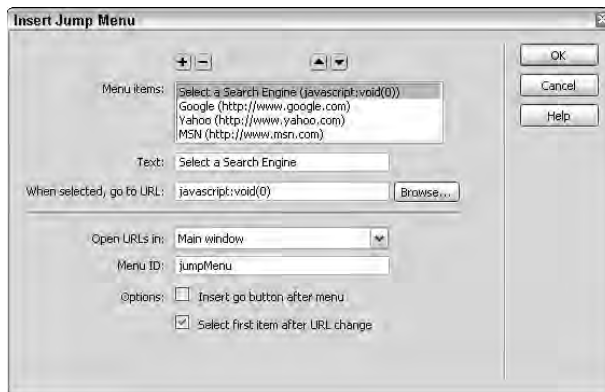 Insert Jump Menu
OK
Menu items:
Select a Search Engine (javascript:void(0))
Google (http://www.google.com)
Yahoo (http://www.yahoo.com)
MSN (http://www.msn.com)
Cancel
Help
Text: Select a Search Engine
When selected, go to URL: javascript:void(0) Browse...
Open URLs in: Main window
Menu ID: jumpMenu
Options: Insert go button after menu
Select first item after URL change